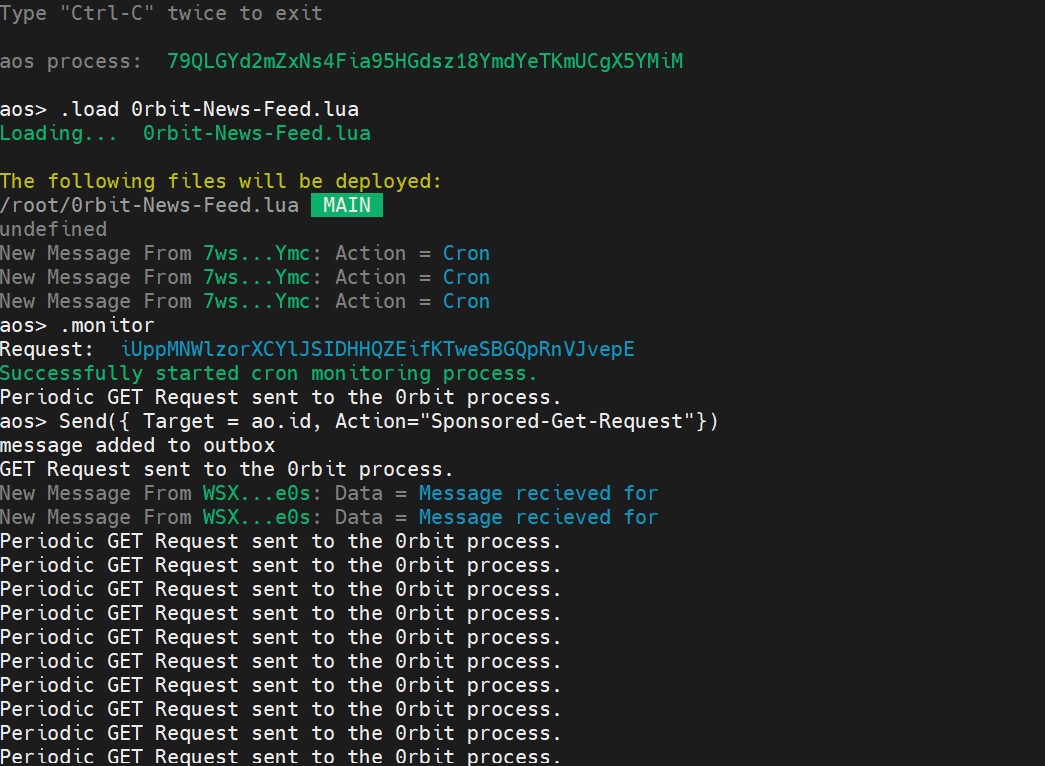 Type "Ctrl-C" twice to exit
aos process:  79QLGYd2mZxNs4Fia95HGdsz18YmdYeTKmUCgX5YMiM
aos> .load 0rbit-News-Feed.lua
Loading...  0rbit-News-Feed.lua
The following files will be deployed:
/root/0rbit-News-Feed.lua MAIN
undefined
New Message From 7ws...Ymc: Action = Cron
New Message From 7ws...Ymc: Action = Cron
New Message From 7ws...Ymc: Action = Cron
aos> .monitor
Request:  iUppMNWlzorXCYlJSIDHHQZEifKTweSBGQpRnVJvepE
Successfully started cron monitoring process.
Periodic GET Request sent to the 0rbit process.
aos> Send({ Target = ao.id, Action="Sponsored-Get-Request"})
message added to outbox
GET Request sent to the 0rbit process.
New Message From WSX...e0s: Data = Message recieved for
New Message From WSX...e0s: Data = Message recieved for
Periodic GET Request sent to the 0rbit process.
Periodic GET Request sent to the 0rbit process.
Periodic GET Request sent to the 0rbit process.
Periodic GET Request sent to the 0rbit process.
Periodic GET Request sent to the 0rbit process.
Periodic GET Request sent to the 0rbit process.
Periodic GET Request sent to the 0rbit process.
Periodic GET Request sent to the 0rbit process.
Periodic GET Request sent to the 0rbit process.
Periodic GET Request sent to the 0rbit process.